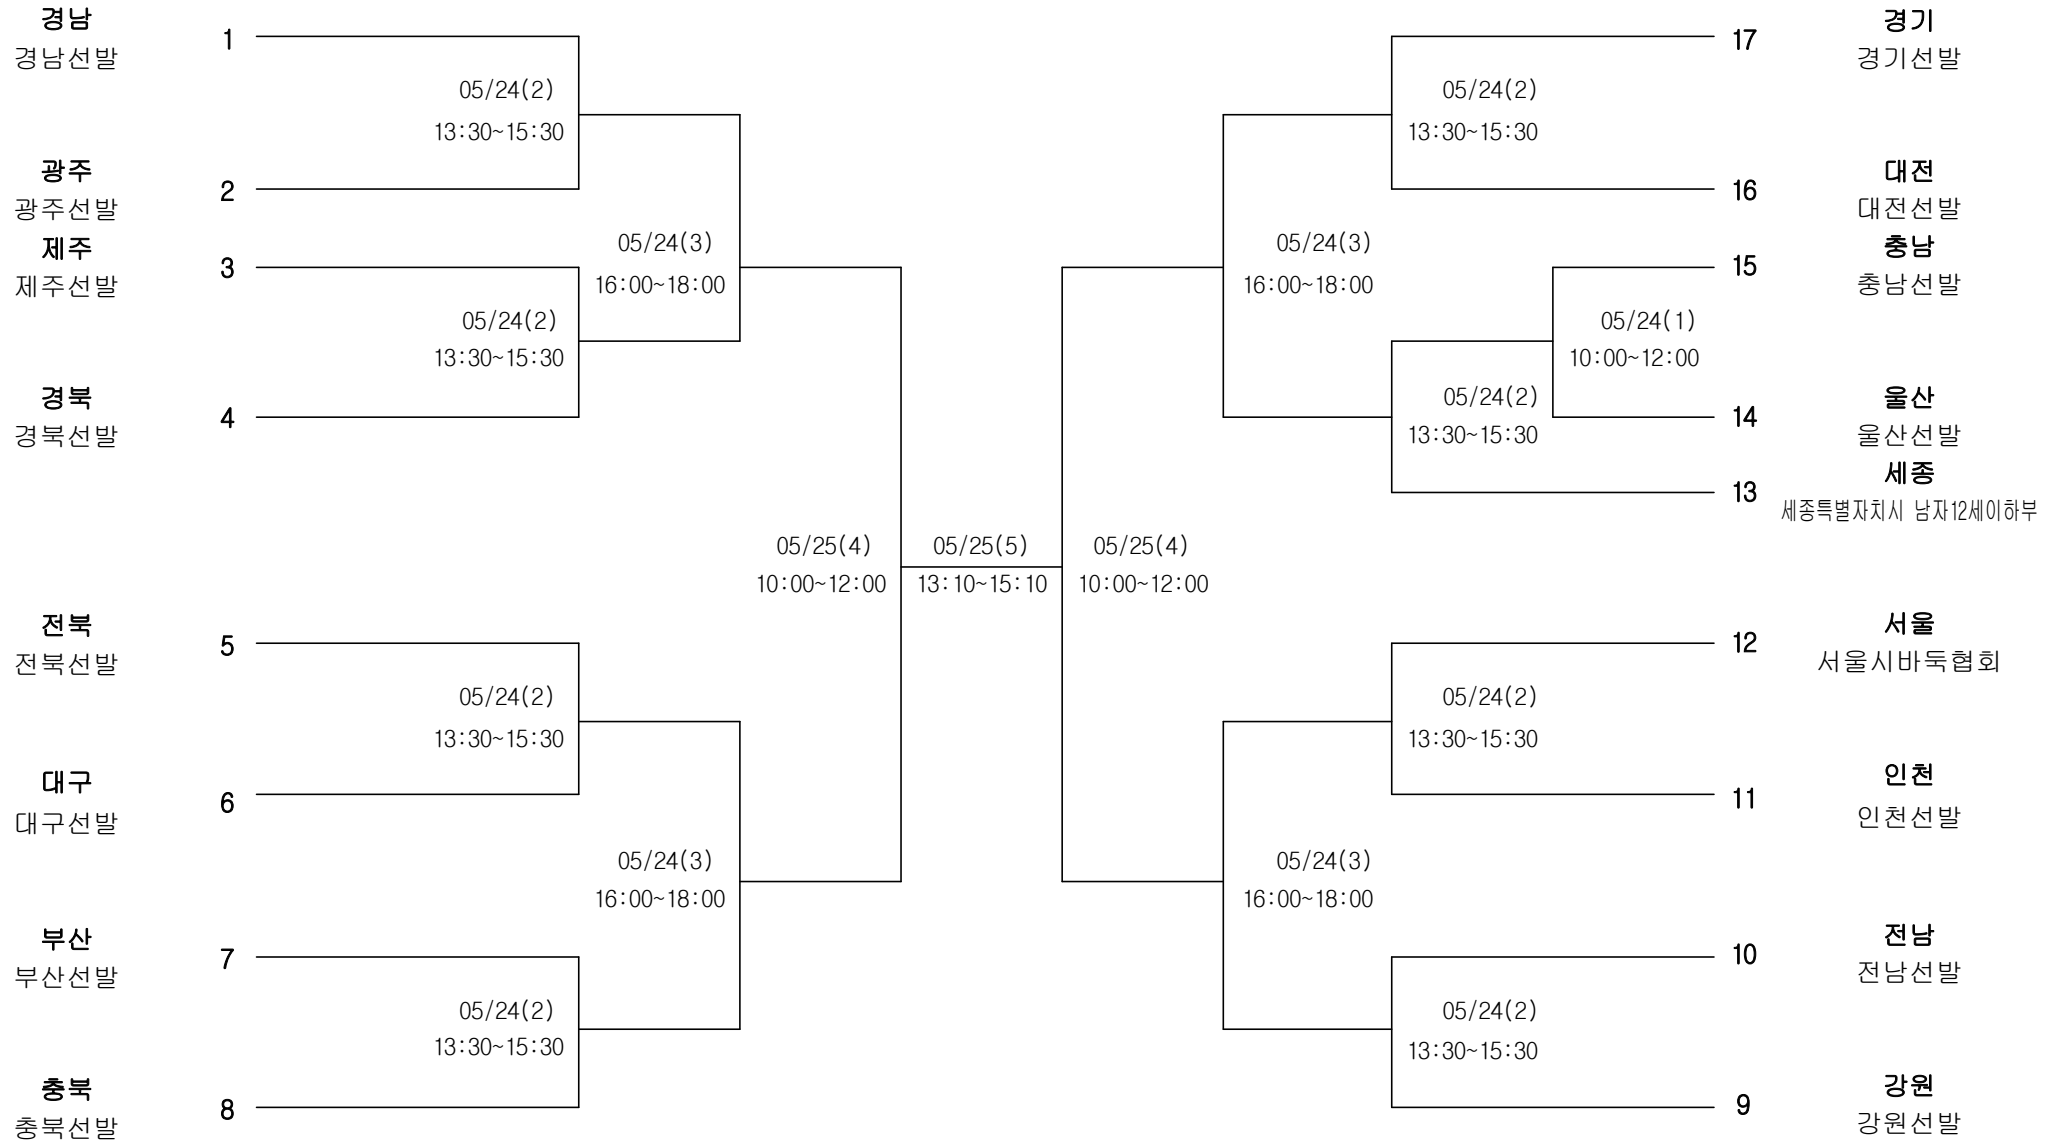 경남
경남선발
1
05/24(2)
13:30~15:30
광주
광주선발
2
제주
제주선발
3
05/24(3)
16:00~18:00
05/24(2)
13:30~15:30
경북
경북선발
4
05/25(4)
10:00~12:00
전북
전북선발
5
05/24(2)
13:30~15:30
대구
대구선발
6
05/24(3)
16:00~18:00
부산
부산선발
7
05/24(2)
13:30~15:30
충북
충북선발
8
05/25(5)
13:10~15:10
경기
경기선발
17
05/24(2)
13:30~15:30
대전
대전선발
16
05/24(3)
16:00~18:00
충남
충남선발
15
05/24(1)
10:00~12:00
05/24(2)
13:30~15:30
울산
울산선발
14
세종
세종특별자치시 남자12세이하부
13
05/25(4)
10:00~12:00
서울
서울시바둑협회
12
05/24(2)
13:30~15:30
인천
인천선발
11
05/24(3)
16:00~18:00
전남
전남선발
10
05/24(2)
13:30~15:30
강원
강원선발
9